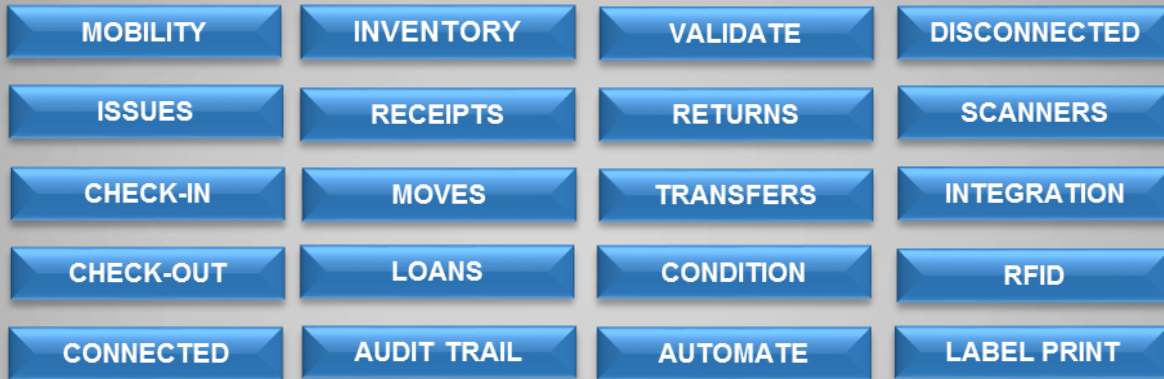 MOBILITY INVENTORY VALIDATE DISCONNECTED
ISSUES RECEIPTS RETURNS SCANNERS
CHECK-IN MOVES TRANSFERS INTEGRATION
CHECK-OUT LOANS CONDITION RFID
CONNECTED AUDIT TRAIL AUTOMATE LABEL PRINT